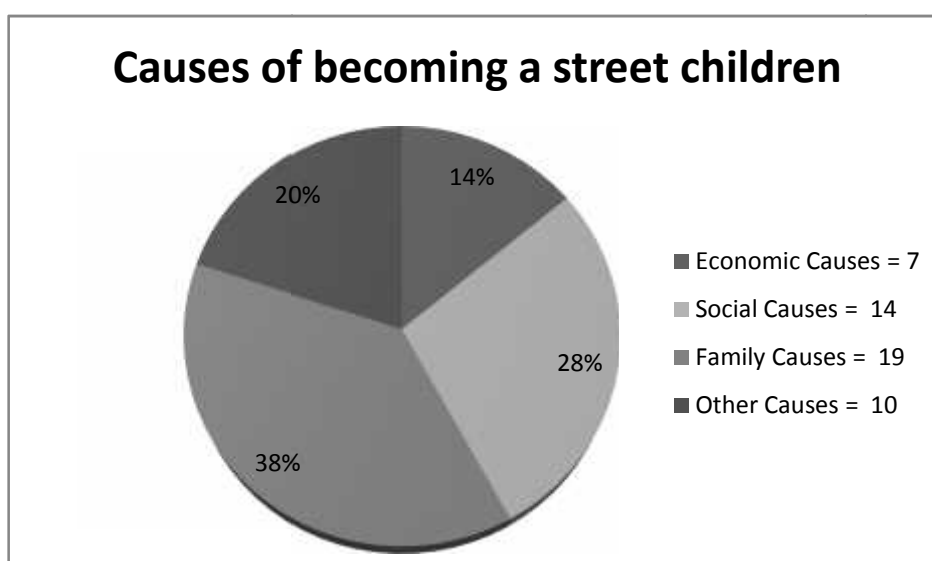 Causes of becoming a street children
20%
14%
28%
38%
Economic Causes = 7
Social Causes = 14
Family Causes = 19
Other Causes = 10